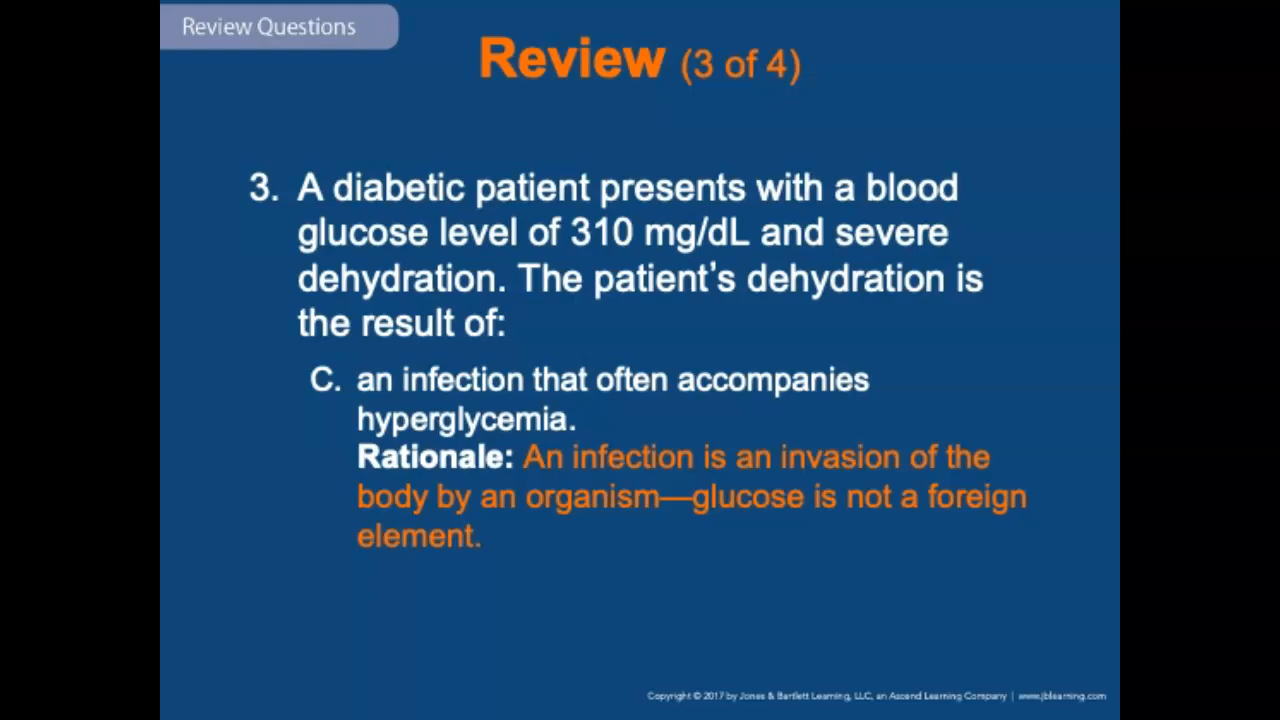 Review Questions
Review (3 of 4)
3. A diabetic patient presents with a blood
glucose level of 310 mg/dL and severe
dehydration. The patient’s dehydration is
the result of:
C. an infection that often accompanies
hyperglycemia.
Rationale: An infection is an invasion of the
body by an organism—glucose is not a foreign
element.
Copyright © 2017 by Jones & Bartlett Learning, LLC, an Ascend Learning Company | www.jblearning.com